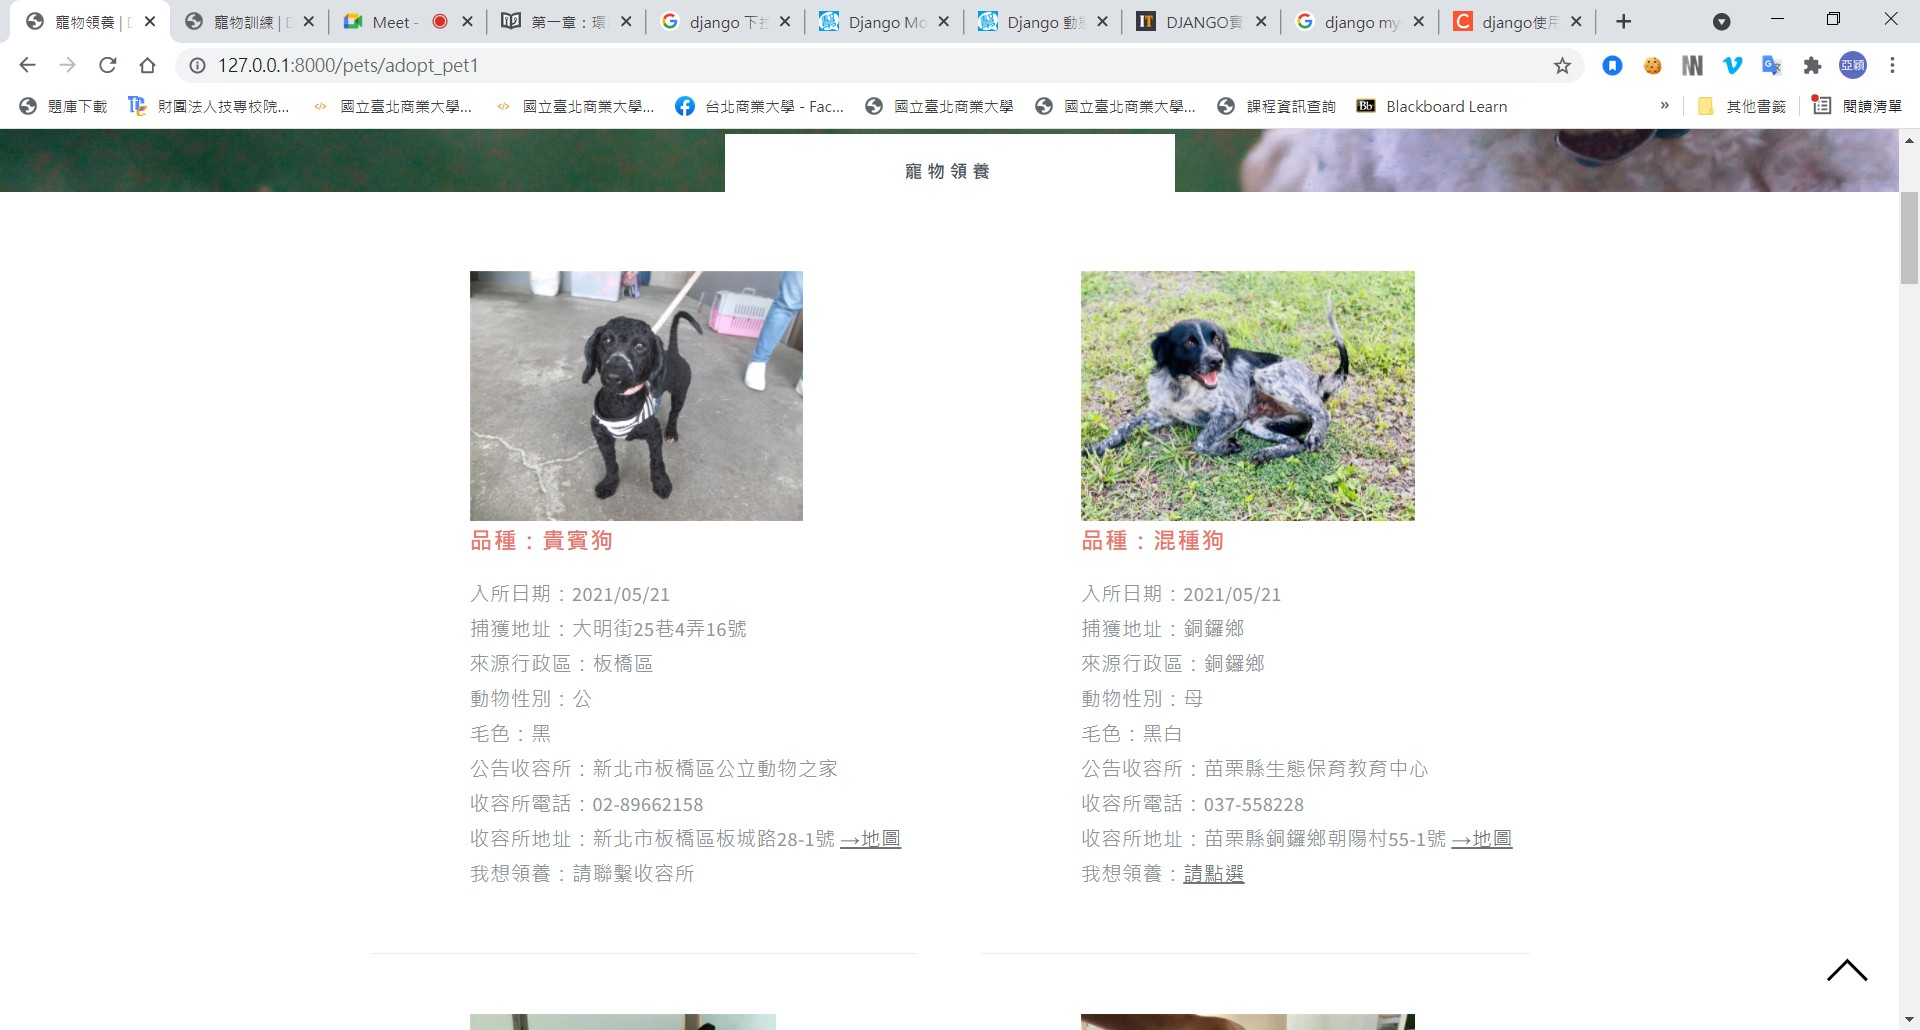 寵物領養 | D
寵物訓練 | D
Meet -
第一章：環
django 下拉
Django Mo
Django 動態
DJANGO實
django mys
django使用
127.0.0.1:8000/pets/adopt_pet1
亞穎
題庫下載
財團法人技專校院...
國立臺北商業大學...
國立臺北商業大學...
台北商業大學 - Fac...
國立臺北商業大學
國立臺北商業大學...
課程資訊查詢
Bb Blackboard Learn
»
其他書籤
閱讀清單
寵物領養
品種：貴賓狗
入所日期：2021/05/21
捕獲地址：大明街25巷4弄16號
來源行政區：板橋區
動物性別：公
毛色：黑
公告收容所：新北市板橋區公立動物之家
收容所電話：02-89662158
收容所地址：新北市板橋區板城路28-1號 →地圖
我想領養：請聯繫收容所
品種：混種狗
入所日期：2021/05/21
捕獲地址：銅鑼鄉
來源行政區：銅鑼鄉
動物性別：母
毛色：黑白
公告收容所：苗栗縣生態保育教育中心
收容所電話：037-558228
收容所地址：苗栗縣銅鑼鄉朝陽村55-1號 →地圖
我想領養：請點選